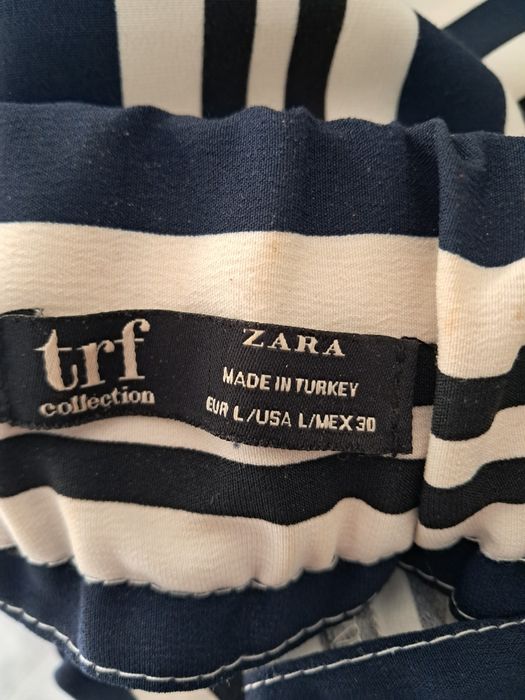 trf
collection
ZARA
MADE IN TURKEY
EUR L/USA L/MEX 30